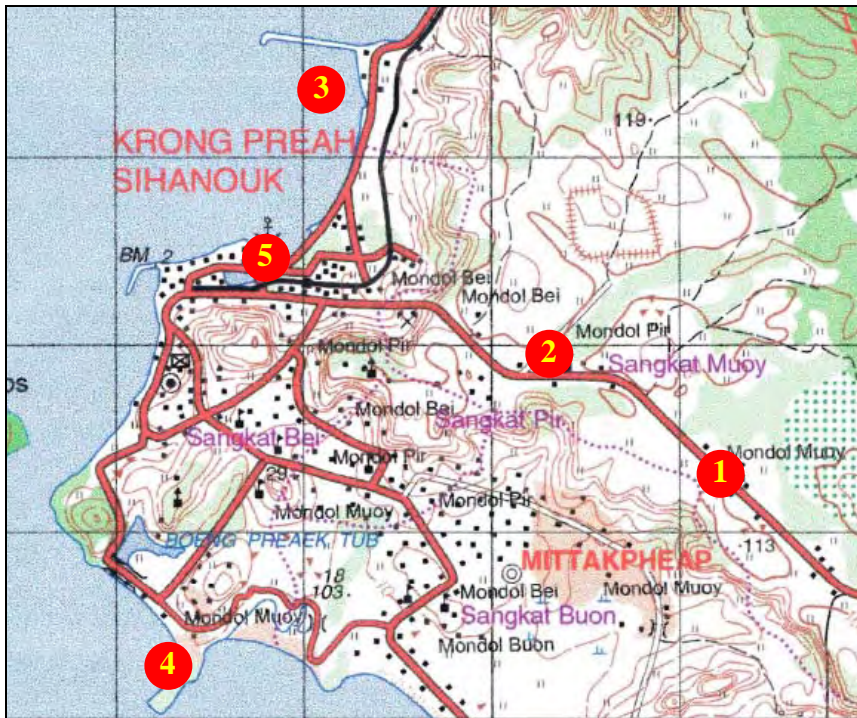 3
119
KRONG PREAH
SIHANOUK
5
BM 2
Mondol Bei
Mondol Bei
2
Mondol Pir
Mondol Pir
Sangkat Muoy
Mondol Bei
Sangkat Pir
Sangkat Bei
Mondol Muoy
Mondol Pir
1
29
Mondol Pir
Mondol Muoy
BOENG PREAEK TUB
MITTAKPHEAP
113
18
103
Mondol Bei
Mondol Muoy
Mondol Muoy
Sangkat Buon
Mondol Buon
4